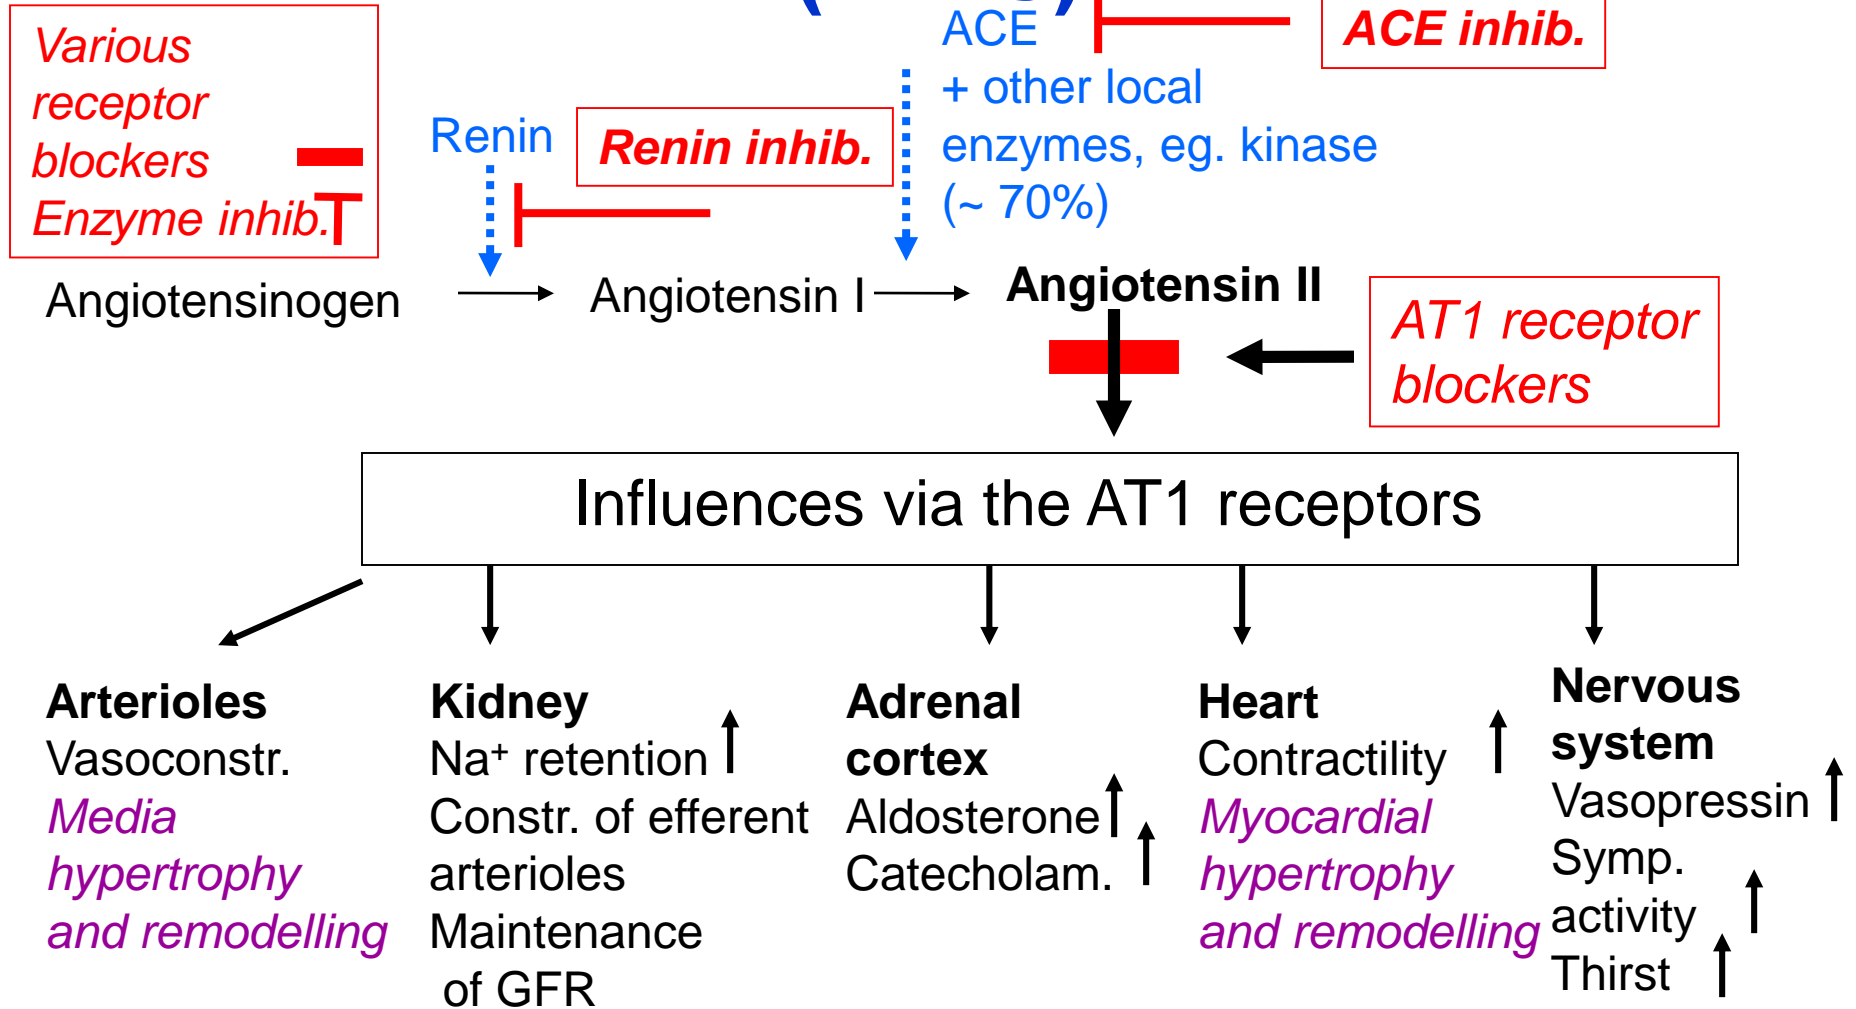 Various
receptor
blockers
Enzyme inhib.
Renin
Renin inhib.
ACE
+ other local
enzymes, eg. kinase
(~ 70%)
ACE inhib.
Angiotensinogen
Angiotensin I
Angiotensin II
AT1 receptor
blockers
Influences via the AT1 receptors
Arterioles
Vasoconstr.
Media
hypertrophy
and remodelling
Kidney
Na⁺ retention
Constr. of efferent
arterioles
Maintenance
of GFR
Adrenal
cortex
Aldosterone
Catecholam.
Heart
Contractility
Myocardial
hypertrophy
and remodelling
Nervous
system
Vasopressin
Symp.
activity
Thirst